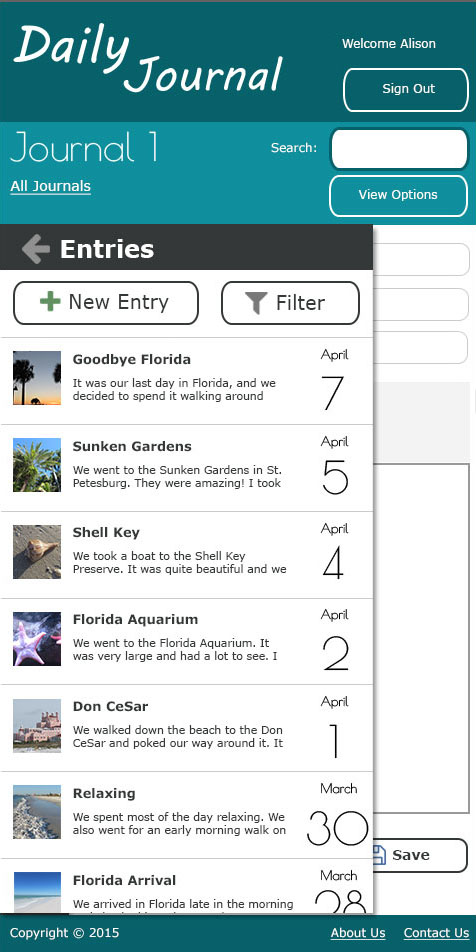 Daily Journal
Welcome Alison
Sign Out
Journal 1
Search:
All Journals
View Options
Entries
New Entry
Filter
Goodbye Florida
It was our last day in Florida, and we
decided to spend it walking around
April
7
Sunken Gardens
We went to the Sunken Gardens in St.
Petesburg. They were amazing! I took
April
5
Shell Key
We took a boat to the Shell Key
Preserve. It was quite beautiful and we
April
4
Florida Aquarium
We went to the Florida Aquarium. It
was very large and had a lot to see. I
April
2
Don CeSar
We walked down the beach to the Don
CeSar and poked our way around it. It
April
1
Relaxing
We spent most of the day relaxing. We
also went for an early morning walk on
March
30
Florida Arrival
We arrived in Florida late in the morning
March
28
Save
Copyright © 2015
About Us
Contact Us